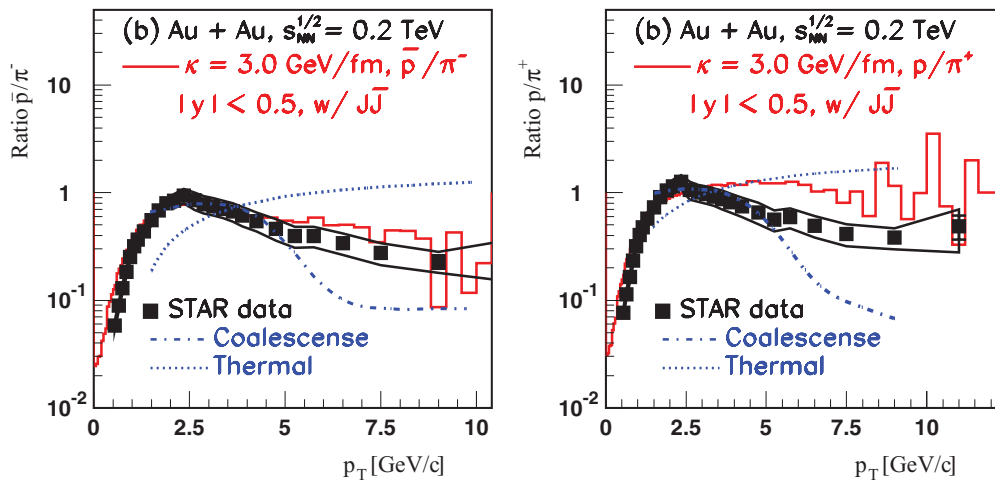 (b) Au + Au, s_NN^1/2 = 0.2 TeV
κ = 3.0 GeV/fm, p̄/π⁻
|y| < 0.5, w/ JJ̄
Ratio p̄/π⁻
10
1
10⁻¹
10⁻²
STAR data
Coalescense
Thermal
0 2.5 5 7.5 10
p_T [GeV/c]
(b) Au + Au, s_NN^1/2 = 0.2 TeV
κ = 3.0 GeV/fm, p/π⁺
|y| < 0.5, w/ JJ̄
Ratio p/π⁺
10
1
10⁻¹
10⁻²
STAR data
Coalescense
Thermal
0 2.5 5 7.5 10
p_T [GeV/c]